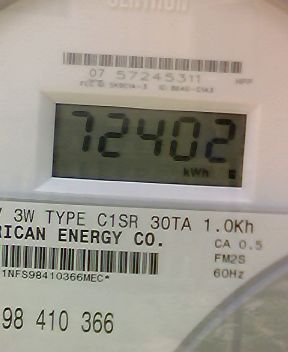 CENTRON
07 57245311
72402
kWh
3W TYPE C1SR 30TA 1.0Kh
RICAN ENERGY CO.
CA 0.5
FM2S
60Hz
1NFS98410366MEC*
98 410 366